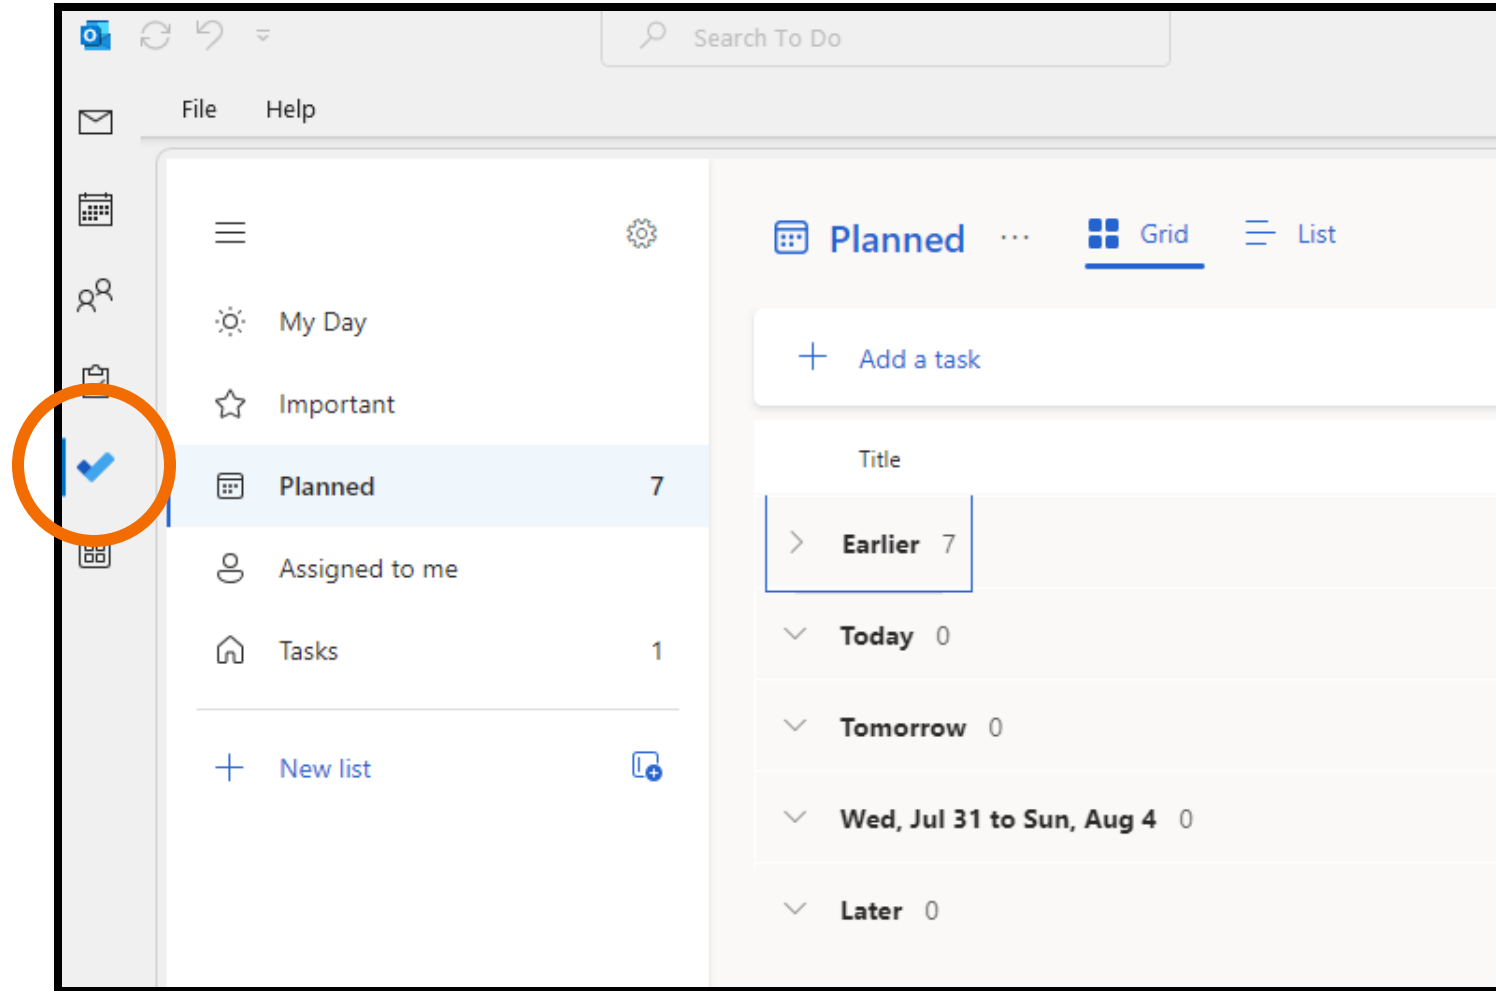 Search To Do
File Help
Planned ... Grid List
My Day
Important
Planned 7
Assigned to me
Tasks 1
New list
Add a task
Title
Earlier 7
Today 0
Tomorrow 0
Wed, Jul 31 to Sun, Aug 4 0
Later 0